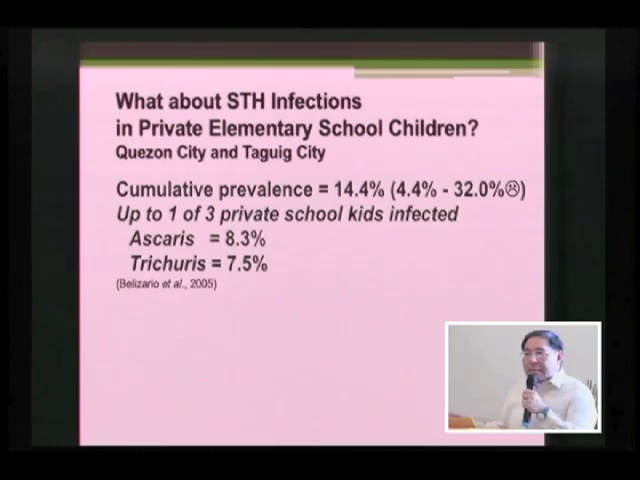 What about STH Infections
in Private Elementary School Children?
Quezon City and Taguig City
Cumulative prevalence = 14.4% (4.4% - 32.0%☹)
Up to 1 of 3 private school kids infected
Ascaris = 8.3%
Trichuris = 7.5%
(Belizario et al., 2005)